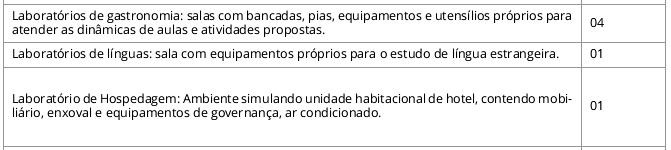 Laboratórios de gastronomia: salas com bancadas, pias, equipamentos e utensílios próprios para
atender as dinâmicas de aulas e atividades propostas.
04
Laboratórios de línguas: sala com equipamentos próprios para o estudo de língua estrangeira.
01
Laboratório de Hospedagem: Ambiente simulando unidade habitacional de hotel, contendo mobi-
liário, enxoval e equipamentos de governança, ar condicionado.
01